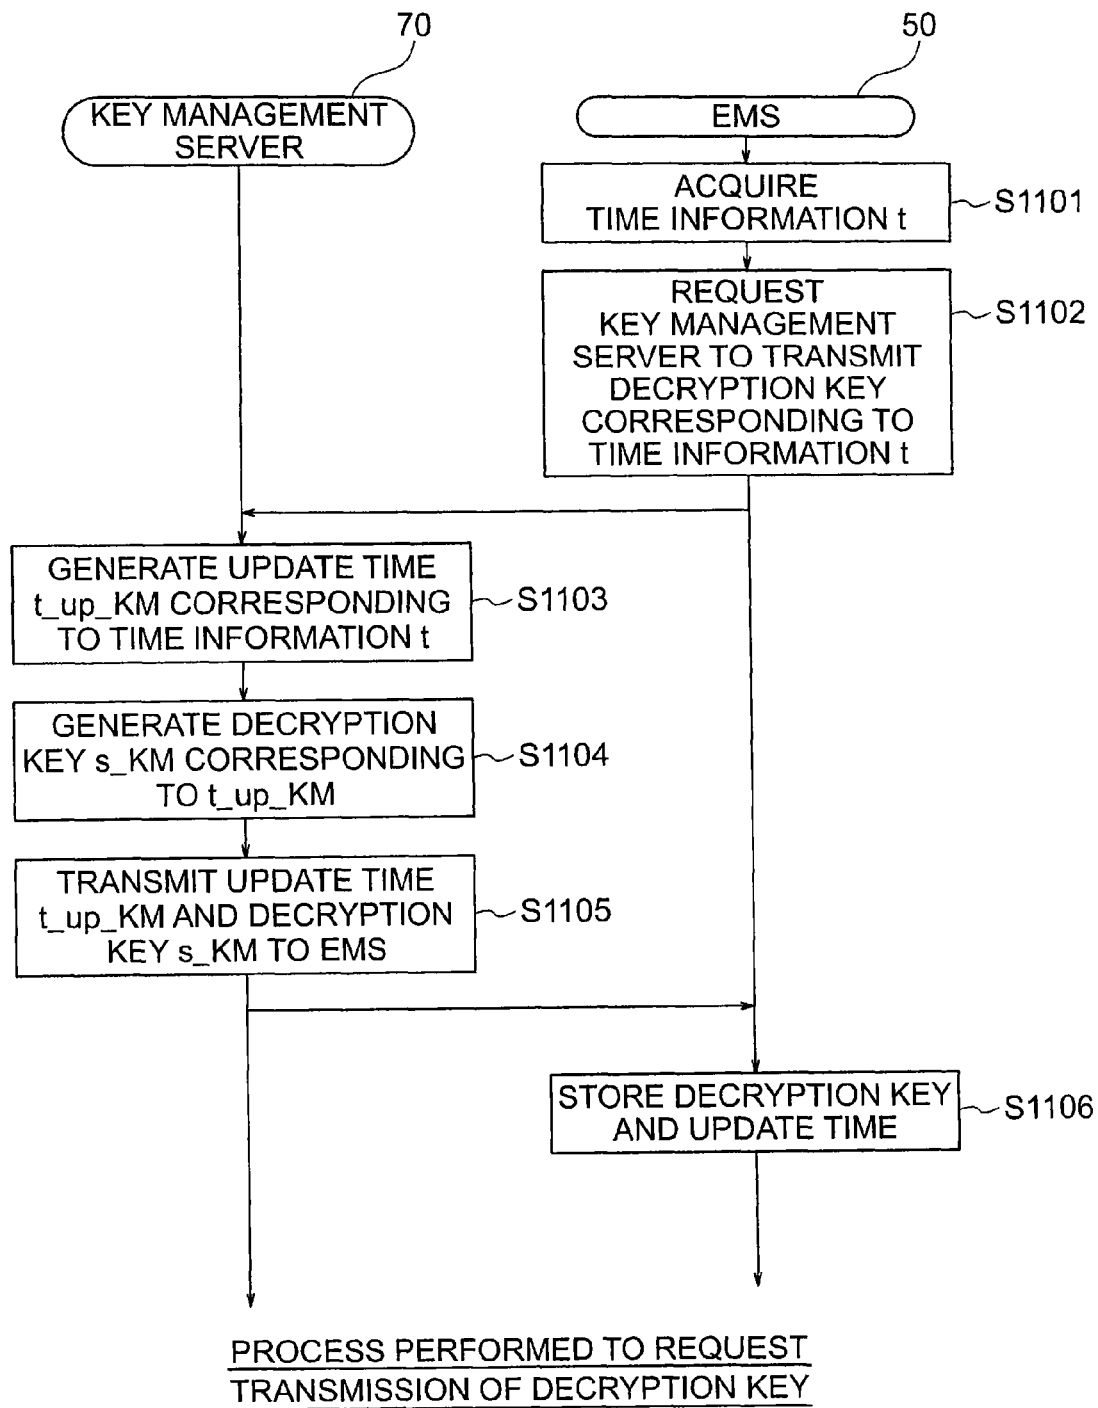 70
50
KEY MANAGEMENT
SERVER
EMS
ACQUIRE
TIME INFORMATION t
S1101
REQUEST
KEY MANAGEMENT
SERVER TO TRANSMIT
DECRYPTION KEY
CORRESPONDING TO
TIME INFORMATION t
S1102
GENERATE UPDATE TIME
t_up_KM CORRESPONDING
TO TIME INFORMATION t
S1103
GENERATE DECRYPTION
KEY s_KM CORRESPONDING
TO t_up_KM
S1104
TRANSMIT UPDATE TIME
t_up_KM AND DECRYPTION
KEY s_KM TO EMS
S1105
STORE DECRYPTION KEY
AND UPDATE TIME
S1106
PROCESS PERFORMED TO REQUEST
TRANSMISSION OF DECRYPTION KEY